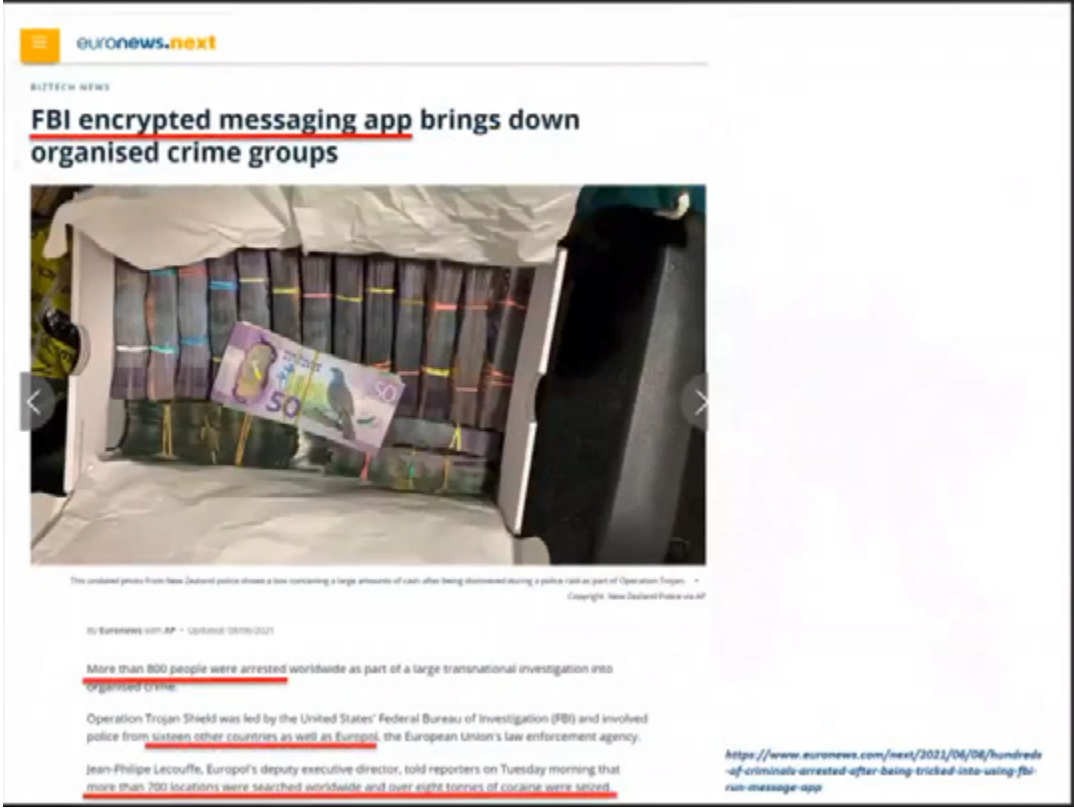 euronews.next
BIZTECH NEWS
FBI encrypted messaging app brings down
organised crime groups
50
50
This undated photo from New Zealand police shows a box containing a large amounts of cash after being discovered during a police raid as part of Operation Trojan. •
Copyright New Zealand Police via AP
By Euronews with AP • Updated: 08/06/2021
More than 800 people were arrested worldwide as part of a large transnational investigation into
organised crime.
Operation Trojan Shield was led by the United States' Federal Bureau of Investigation (FBI) and involved
police from sixteen other countries as well as Europol, the European Union's law enforcement agency.
Jean-Philipe Lecouffe, Europol's deputy executive director, told reporters on Tuesday morning that
more than 700 locations were searched worldwide and over eight tonnes of cocaine were seized.
https://www.euronews.com/next/2021/06/08/hundreds
-of-criminals-arrested-after-being-tricked-into-using-fbi-
run-message-app